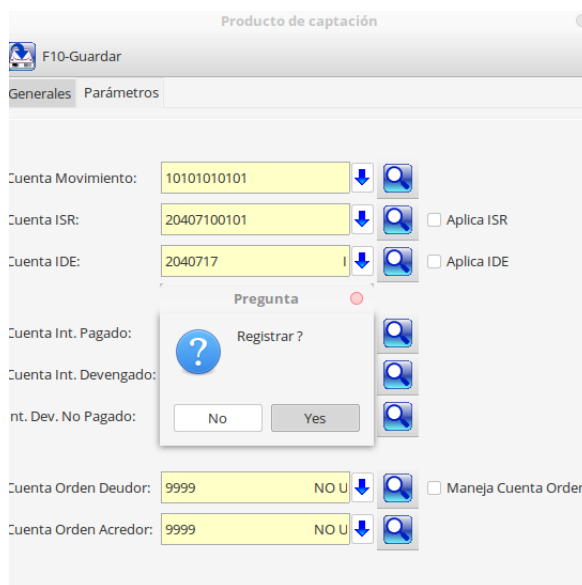 Producto de captación
F10-Guardar
Generales Parámetros
Cuenta Movimiento: 10101010101
Cuenta ISR: 20407100101 Aplica ISR
Cuenta IDE: 2040717 I Aplica IDE
Pregunta
Cuenta Int. Pagado:
Registrar ?
Cuenta Int. Devengado:
nt. Dev. No Pagado:
No Yes
Cuenta Orden Deudor: 9999 NO U Maneja Cuenta Orden
Cuenta Orden Acredor: 9999 NO U